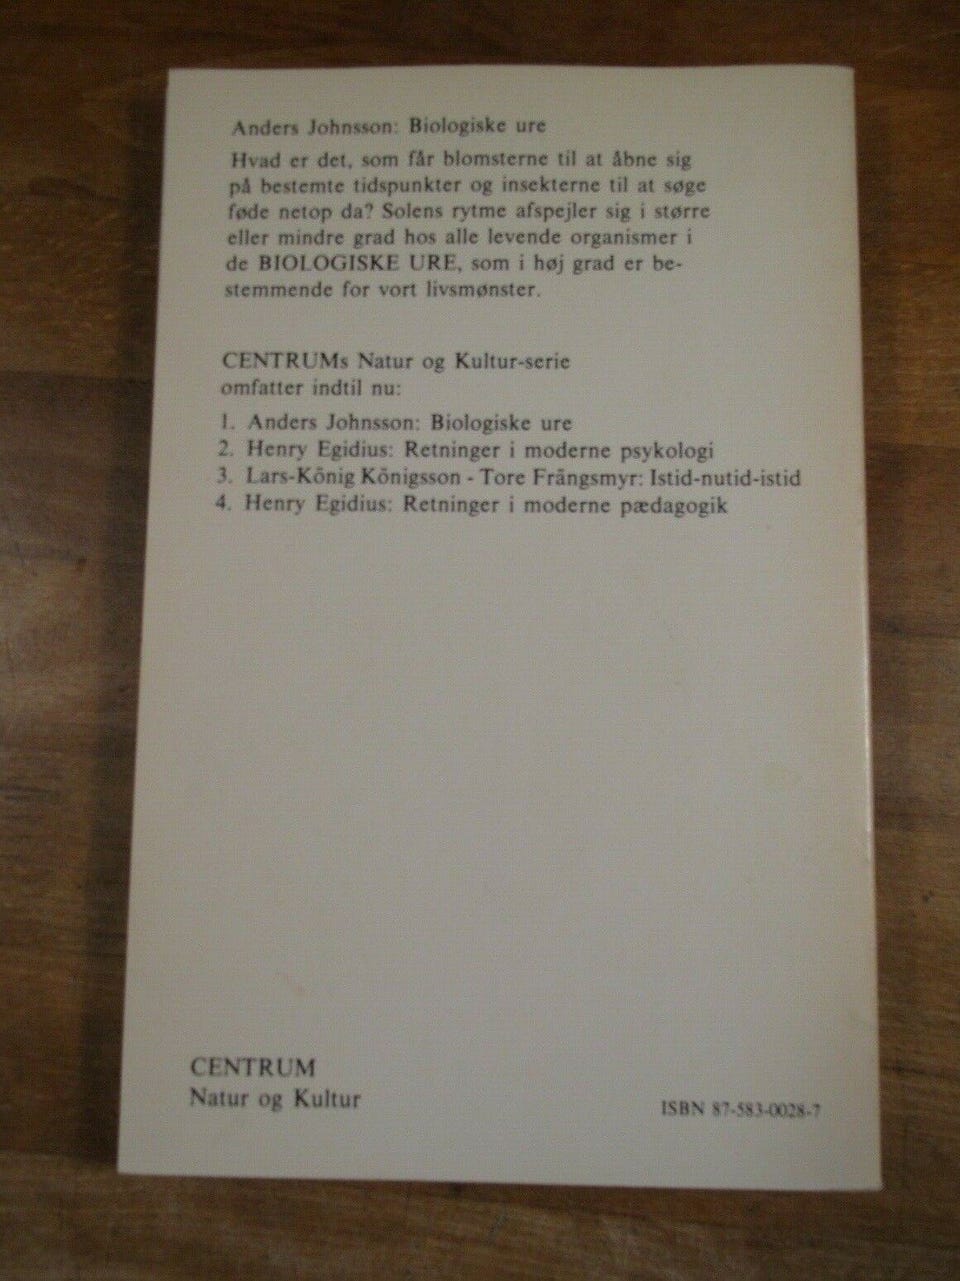 Anders Johnsson: Biologiske ure
Hvad er det, som får blomsterne til at åbne sig
på bestemte tidspunkter og insekterne til at søge
føde netop da? Solens rytme afspejler sig i større
eller mindre grad hos alle levende organismer i
de BIOLOGISKE URE, som i høj grad er be-
stemmende for vort livsmønster.
CENTRUMs Natur og Kultur-serie
omfatter indtil nu:
1. Anders Johnsson: Biologiske ure
2. Henry Egidius: Retninger i moderne psykologi
3. Lars-König Königsson - Tore Frängsmyr: Istid-nutid-istid
4. Henry Egidius: Retninger i moderne pædagogik
CENTRUM
Natur og Kultur
ISBN 87-583-0028-7